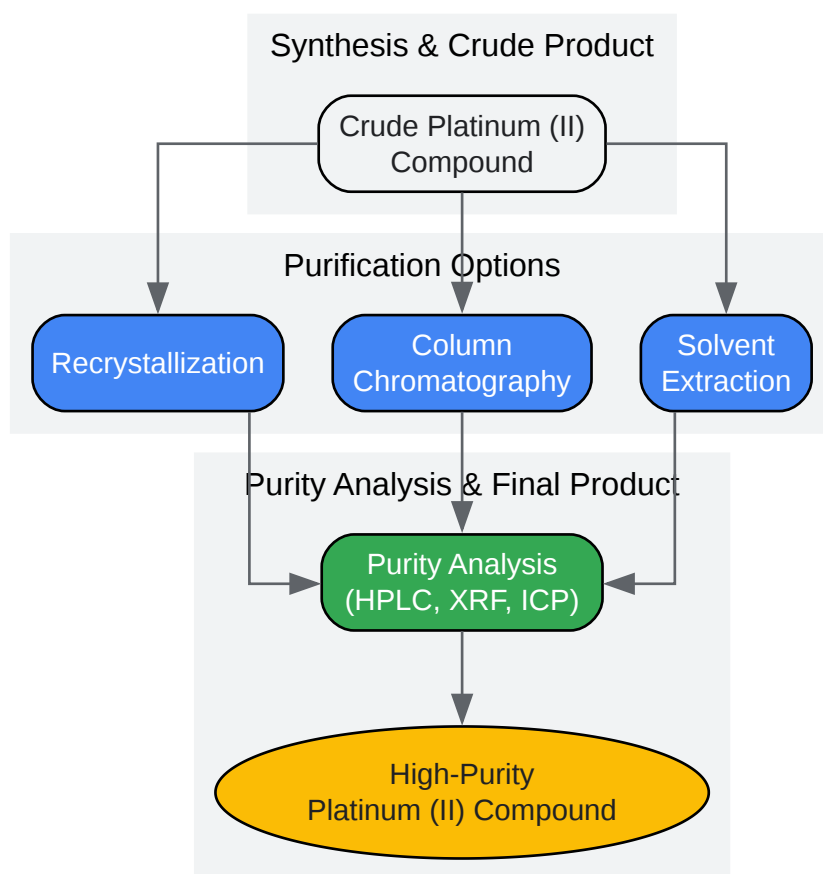 Synthesis & Crude Product
Crude Platinum (II)
Compound
Purification Options
Recrystallization
Column
Chromatography
Solvent
Extraction
Purity Analysis & Final Product
Purity Analysis
(HPLC, XRF, ICP)
High-Purity
Platinum (II) Compound